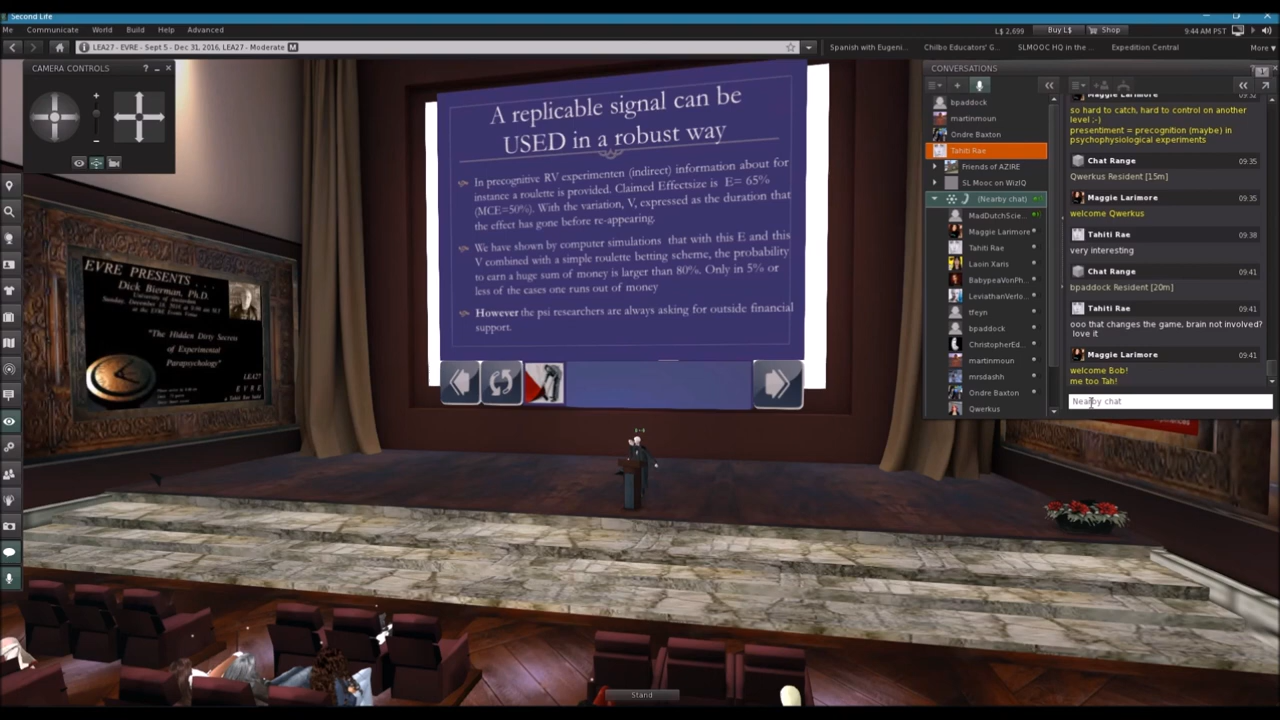 Second Life
Me Communicate World Build Help Advanced
L$ 2,699 Buy L$ Shop 9:44 AM PST
LEA27 - EVRE - Sept 5 - Dec 31, 2016, LEA27 - Moderate M
Spanish with Eugeni... Chilbo Educators' G... SLMOOC HQ in the ... Expedition Central More ▼
CAMERA CONTROLS ? _ ×
EVRE PRESENTS . . .
Dick Bierman, Ph.D.
University of Amsterdam
"The Hidden Dirty Secrets
of Experimental
Parapsychology"
LEA27
E V R E
A replicable signal can be
USED in a robust way
In precognitive RV experimenten (indirect) information about for
instance a roulette is provided. Claimed Effectsize is E= 65%
(MCE=50%). With the variation, V, expressed as the duration that
the effect has gone before re-appearing.
We have shown by computer simulations that with this E and this
V combined with a simple roulette betting scheme, the probability
to earn a huge sum of money is larger than 80%. Only in 5% or
less of the cases one runs out of money
However the psi researchers are always asking for outside financial
support.
CONVERSATIONS
bpaddock
martinmoun
Ondre Baxton
Tahiti Rae
Friends of AZIRE
SL Mooc on WizIQ
(Nearby chat)
MadDutchScie...
Maggie Larimore
Tahiti Rae
Laoin Xaris
BabypeaVonPh...
LeviathanVerlo...
tfeyn
bpaddock
ChristopherEd...
martinmoun
mrsdashh
Ondre Baxton
Qwerkus
Maggie Larimore 09:32
so hard to catch, hard to control on another
level ;-)
presentiment = precognition (maybe) in
psychophysiological experiments
Chat Range 09:35
Qwerkus Resident [15m]
Maggie Larimore 09:35
welcome Qwerkus
Tahiti Rae 09:38
very interesting
Chat Range 09:41
bpaddock Resident [20m]
Tahiti Rae 09:41
ooo that changes the game, brain not involved?
love it
Maggie Larimore 09:41
welcome Bob!
me too Tah!
Nearby chat
Stand